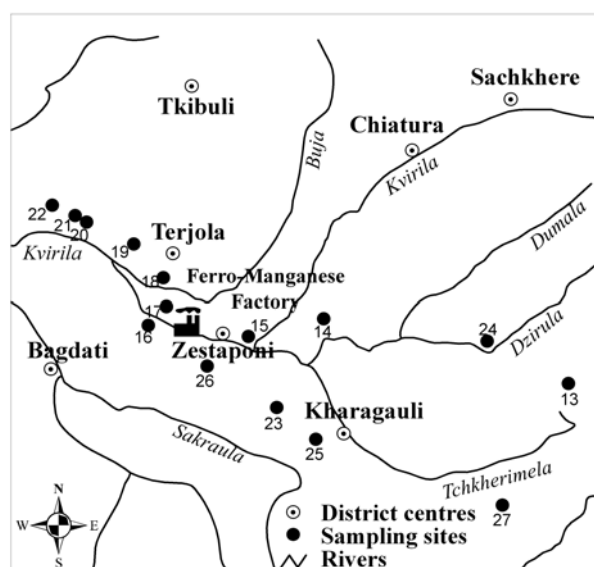 Sachkhere
Tkibuli
Chiatura
Buja
Kvirila
Dumala
22
21
20
19
Terjola
Kvirila
18
Ferro-Manganese
Factory
17
16
15
14
24
Dzirula
Zestaponi
Bagdati
26
13
23
Kharagauli
25
Sakraula
Tchkherimela
27
N
W
E
S
District centres
Sampling sites
Rivers